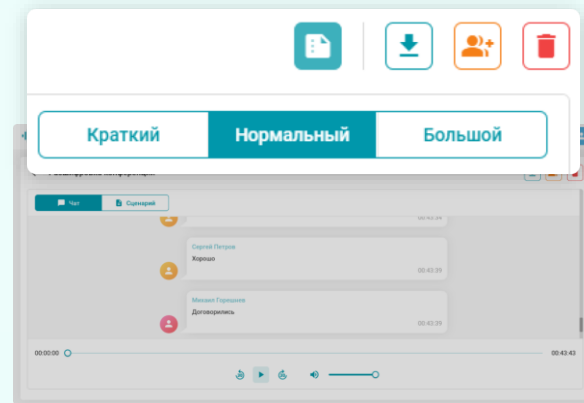 Краткий Нормальный Большой
Чат Сценарий
00:43:34
Сергей Петров
Хорошо
00:43:39
Михаил Горешнев
Договорились
00:43:39
00:00:00 00:43:43